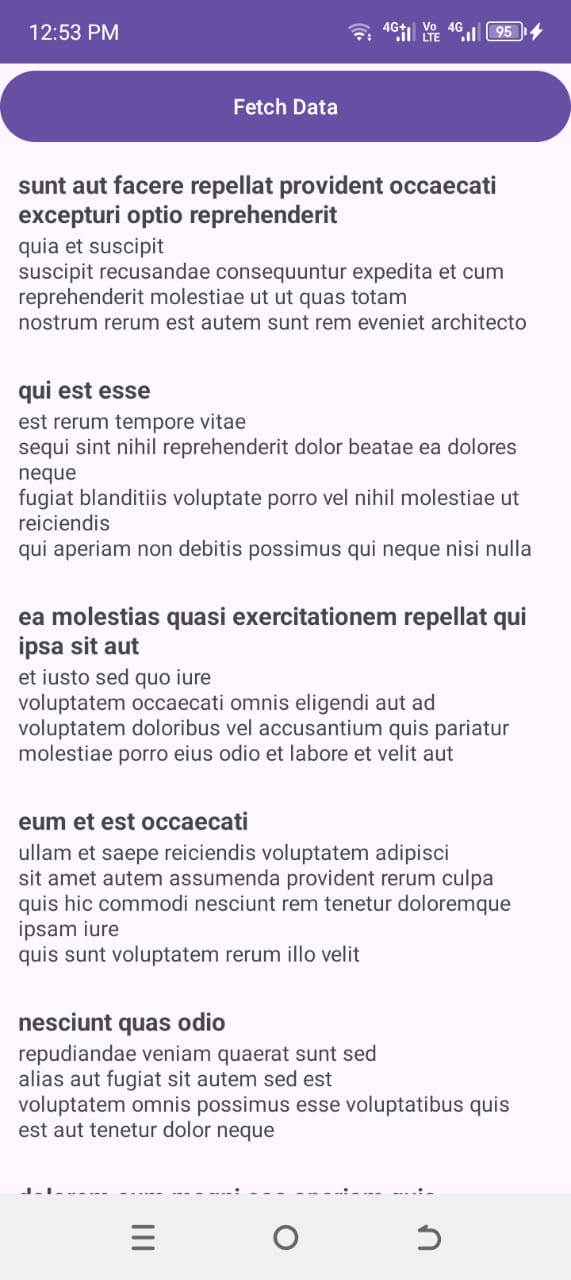 12:53 PM
4G+ Vo LTE 4G 95
Fetch Data
sunt aut facere repellat provident occaecati
excepturi optio reprehenderit
quia et suscipit
suscipit recusandae consequuntur expedita et cum
reprehenderit molestiae ut ut quas totam
nostrum rerum est autem sunt rem eveniet architecto
qui est esse
est rerum tempore vitae
sequi sint nihil reprehenderit dolor beatae ea dolores
neque
fugiat blanditiis voluptate porro vel nihil molestiae ut
reiciendis
qui aperiam non debitis possimus qui neque nisi nulla
ea molestias quasi exercitationem repellat qui
ipsa sit aut
et iusto sed quo iure
voluptatem occaecati omnis eligendi aut ad
voluptatem doloribus vel accusantium quis pariatur
molestiae porro eius odio et labore et velit aut
eum et est occaecati
ullam et saepe reiciendis voluptatem adipisci
sit amet autem assumenda provident rerum culpa
quis hic commodi nesciunt rem tenetur doloremque
ipsam iure
quis sunt voluptatem rerum illo velit
nesciunt quas odio
repudiandae veniam quaerat sunt sed
alias aut fugiat sit autem sed est
voluptatem omnis possimus esse voluptatibus quis
est aut tenetur dolor neque